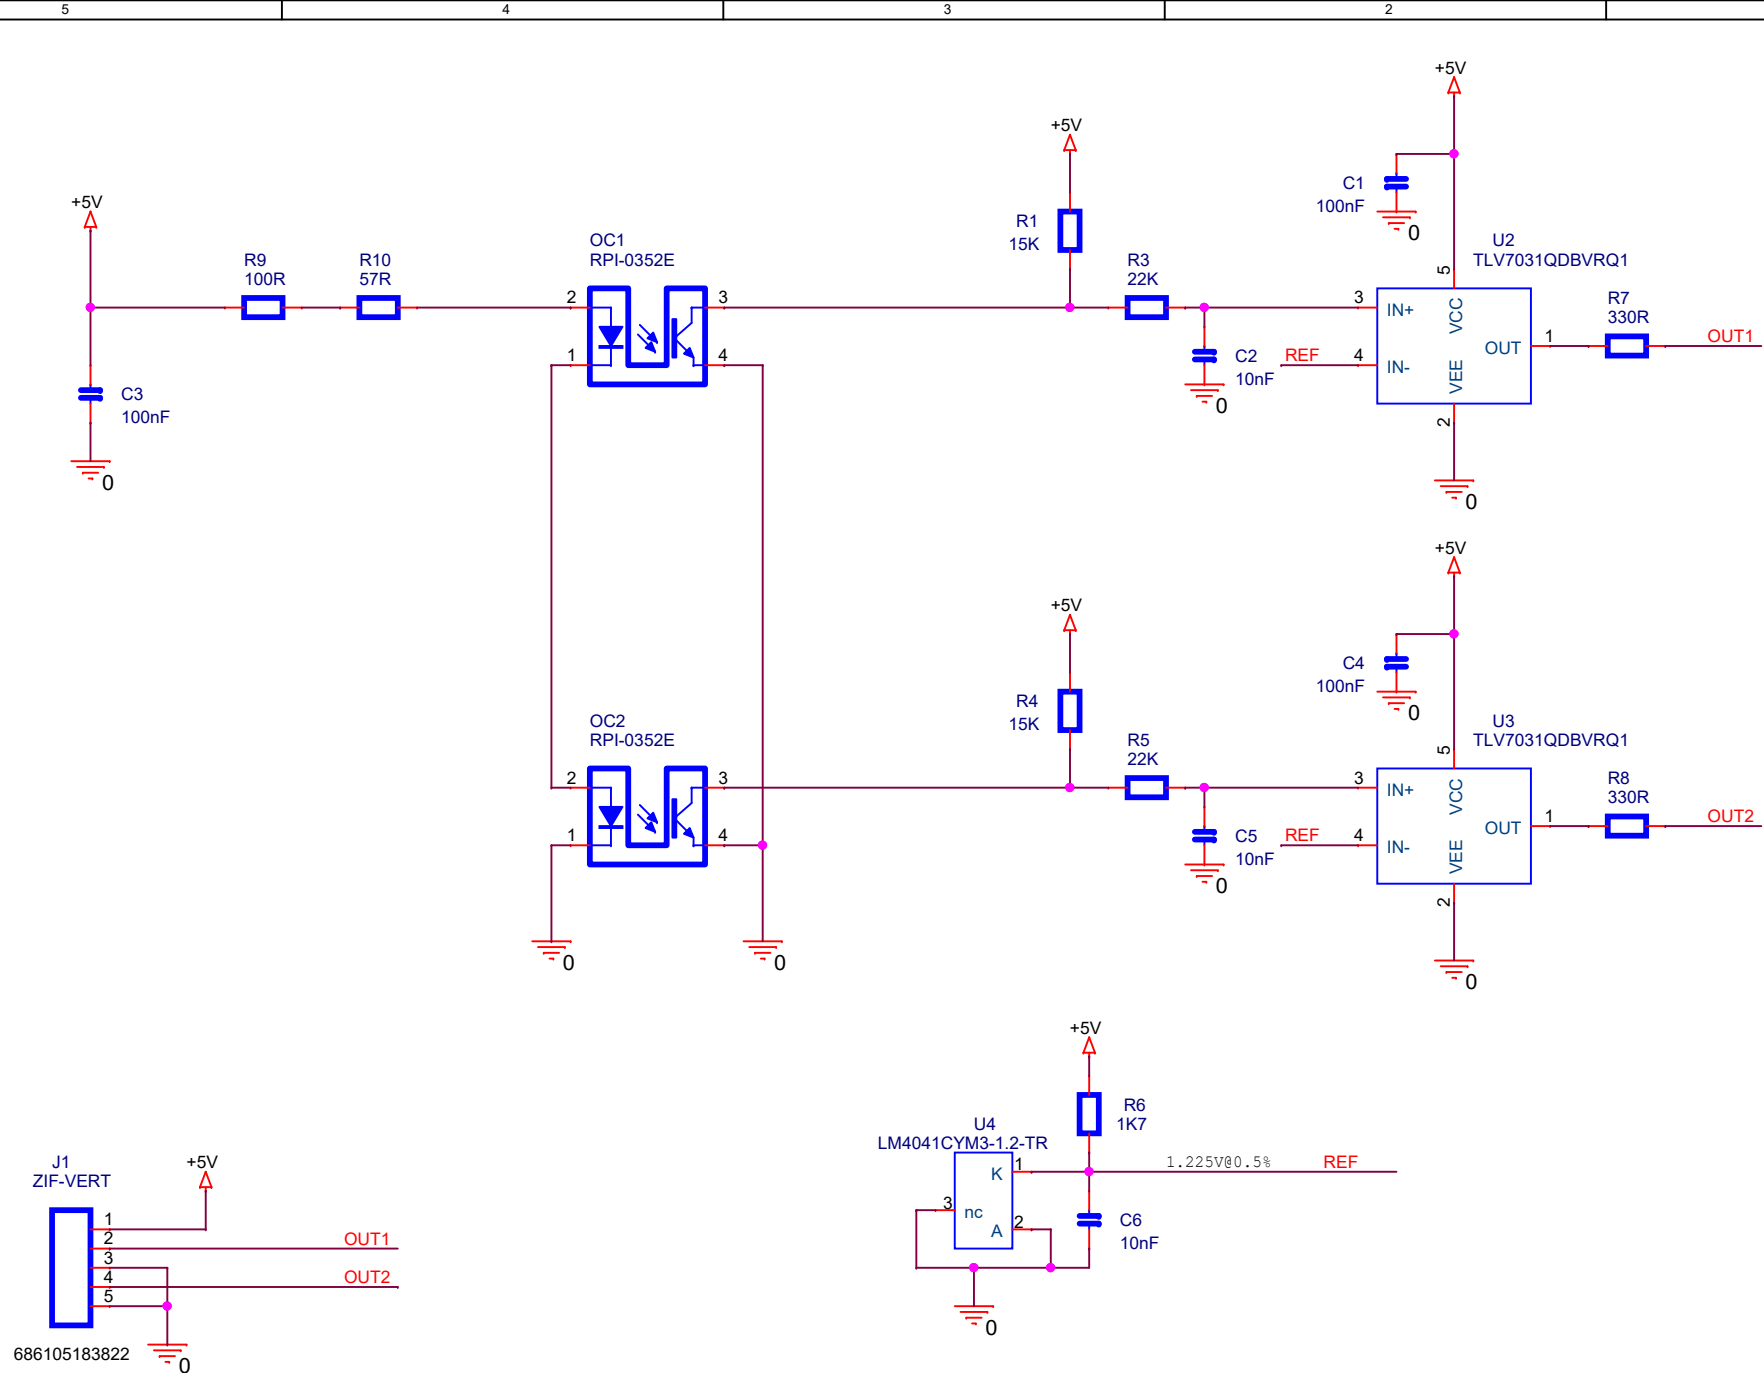 5 4 3 2
+5V
+5V
C1
100nF
0
+5V
R1
15K
U2
TLV7031QDBVRQ1
OC1
RPI-0352E
R9
100R
R10
57R
R3
22K
2 3
1 4
3 IN+
REF 4 IN-
5 VCC
VEE 2
OUT 1
R7
330R
OUT1
C2
10nF
0
C3
100nF
0
0
+5V
+5V
C4
100nF
0
R4
15K
U3
TLV7031QDBVRQ1
OC2
RPI-0352E
R5
22K
2 3
1 4
3 IN+
REF 4 IN-
5 VCC
VEE 2
OUT 1
R8
330R
OUT2
C5
10nF
0
0
0
0
+5V
R6
1K7
U4
LM4041CYM3-1.2-TR
K 1
1.225V@0.5% REF
3 nc
A 2
C6
10nF
0
J1
ZIF-VERT
+5V
1
2 OUT1
3
4 OUT2
5
686105183822
0